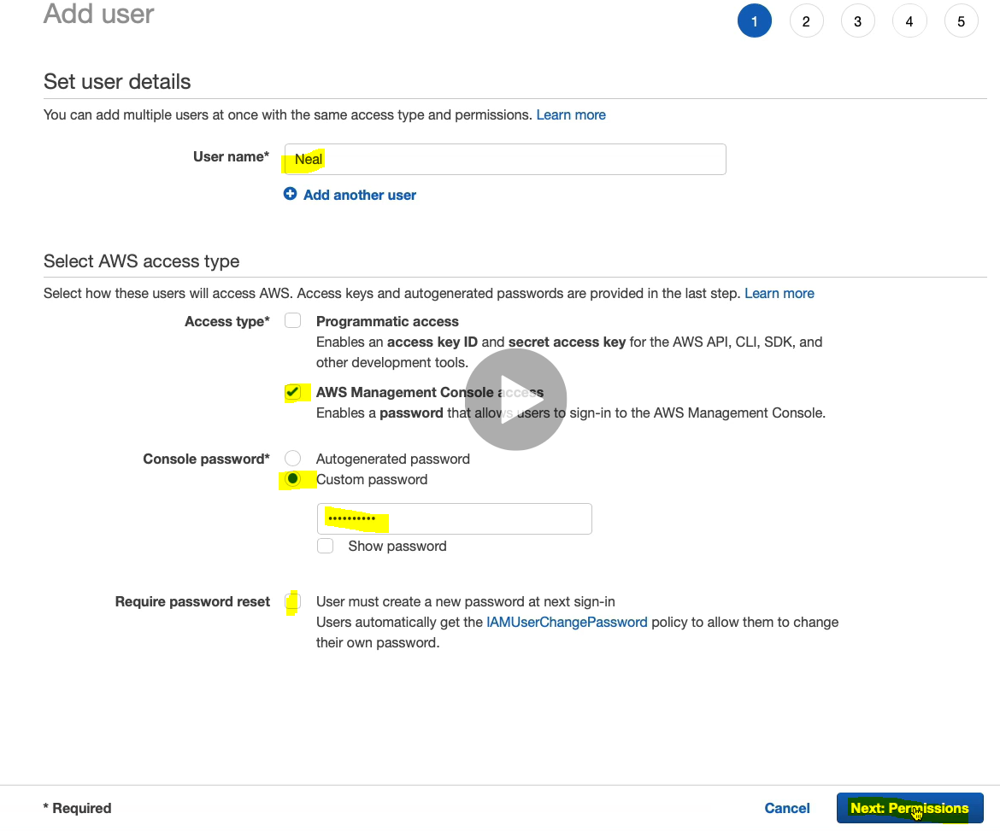 Add user
1 2 3 4 5
Set user details
You can add multiple users at once with the same access type and permissions. Learn more
User name* Neal
Add another user
Select AWS access type
Select how these users will access AWS. Access keys and autogenerated passwords are provided in the last step. Learn more
Access type* Programmatic access
Enables an access key ID and secret access key for the AWS API, CLI, SDK, and
other development tools.
AWS Management Console access
Enables a password that allows users to sign-in to the AWS Management Console.
Console password* Autogenerated password
Custom password
••••••••••
Show password
Require password reset User must create a new password at next sign-in
Users automatically get the IAMUserChangePassword policy to allow them to change
their own password.
* Required Cancel Next: Permissions